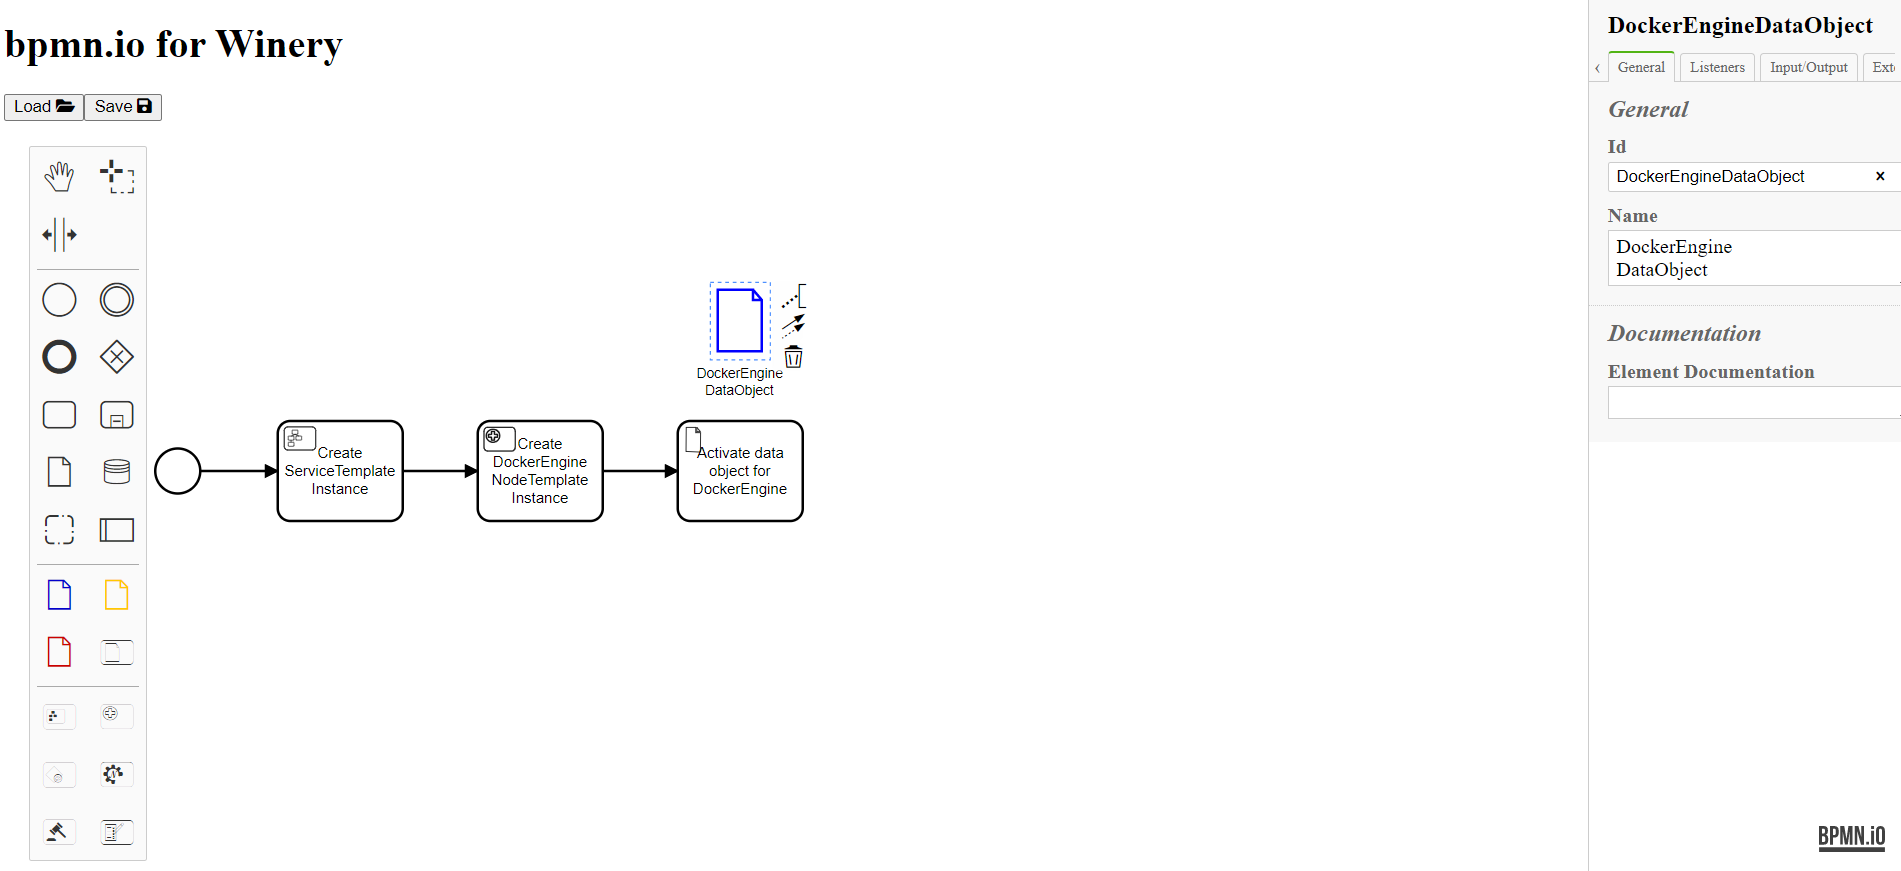 bpmn.io for Winery
Load
Save
DockerEngine
DataObject
Create
ServiceTemplate
Instance
Create
DockerEngine
NodeTemplate
Instance
Activate data
object for
DockerEngine
DockerEngineDataObject
‹ General Listeners Input/Output Exte
General
Id
DockerEngineDataObject ×
Name
DockerEngine
DataObject
Documentation
Element Documentation
BPMN.iO